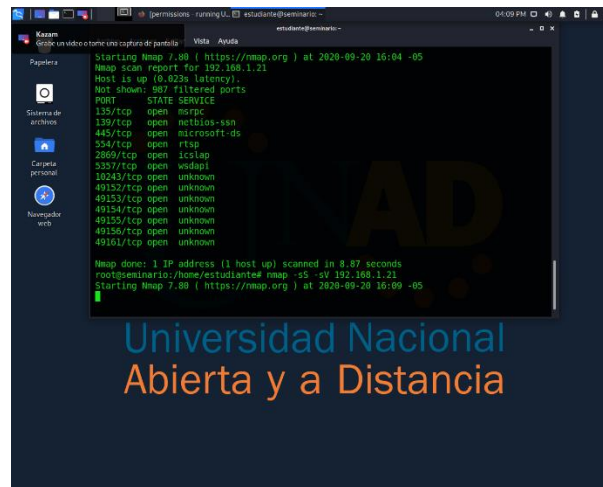 [permissions - running U...
estudiante@seminario: ~
04:09 PM
Kazam
Grabe un video o tome una captura de pantalla
estudiante@seminario: ~
Vista Ayuda
Papelera
Sistema de
archivos
Carpeta
personal
Navegador
web
Starting Nmap 7.80 ( https://nmap.org ) at 2020-09-20 16:04 -05
Nmap scan report for 192.168.1.21
Host is up (0.023s latency).
Not shown: 987 filtered ports
PORT STATE SERVICE
135/tcp open msrpc
139/tcp open netbios-ssn
445/tcp open microsoft-ds
554/tcp open rtsp
2869/tcp open icslap
5357/tcp open wsdapi
10243/tcp open unknown
49152/tcp open unknown
49153/tcp open unknown
49154/tcp open unknown
49155/tcp open unknown
49156/tcp open unknown
49161/tcp open unknown
Nmap done: 1 IP address (1 host up) scanned in 8.87 seconds
root@seminario:/home/estudiante# nmap -sS -sV 192.168.1.21
Starting Nmap 7.80 ( https://nmap.org ) at 2020-09-20 16:09 -05
Universidad Nacional
Abierta y a Distancia